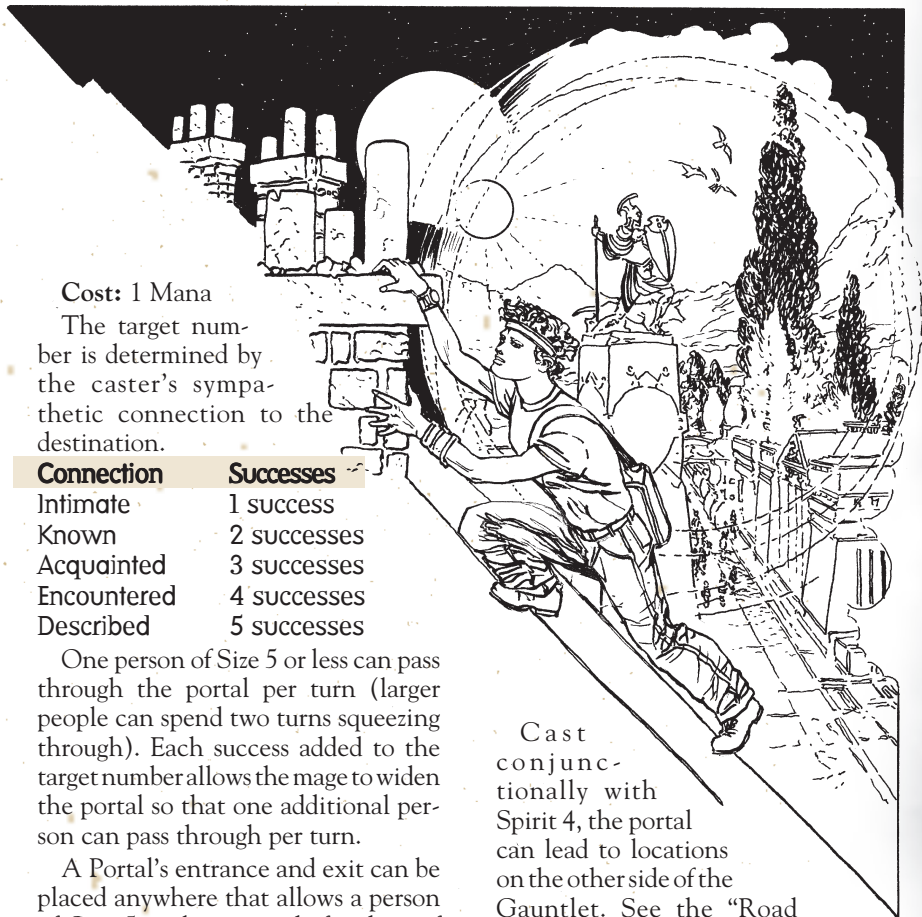 Cost: 1 Mana
The target num-
ber is determined by
the caster's sympa-
thetic connection to the
destination.
Connection Successes
Intimate 1 success
Known 2 successes
Acquainted 3 successes
Encountered 4 successes
Described 5 successes
One person of Size 5 or less can pass
through the portal per turn (larger
people can spend two turns squeezing
through). Each success added to the
target number allows the mage to widen
the portal so that one additional per-
son can pass through per turn.
A Portal's entrance and exit can be
placed anywhere that allows a person
Cast
conjunc-
tionally with
Spirit 4, the portal
can lead to locations
on the other side of the
Gauntlet. See the "Road